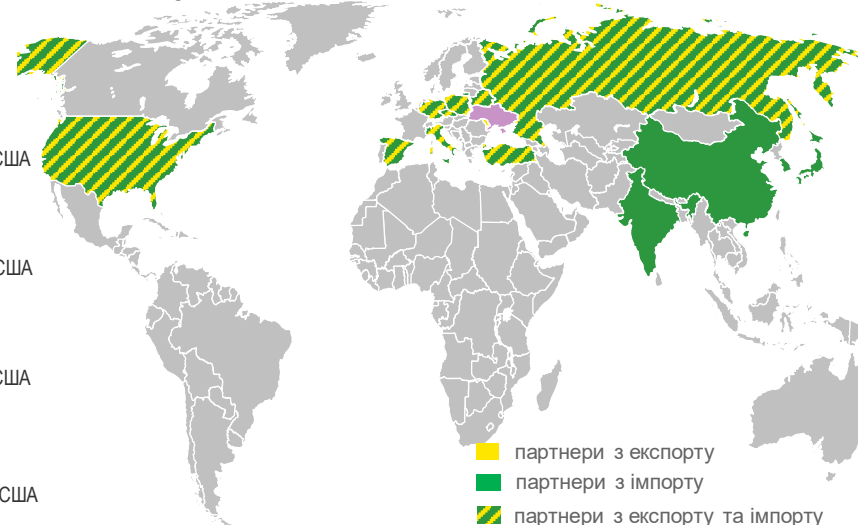 США
США
США
США
партнери з експорту
партнери з імпорту
партнери з експорту та імпорту